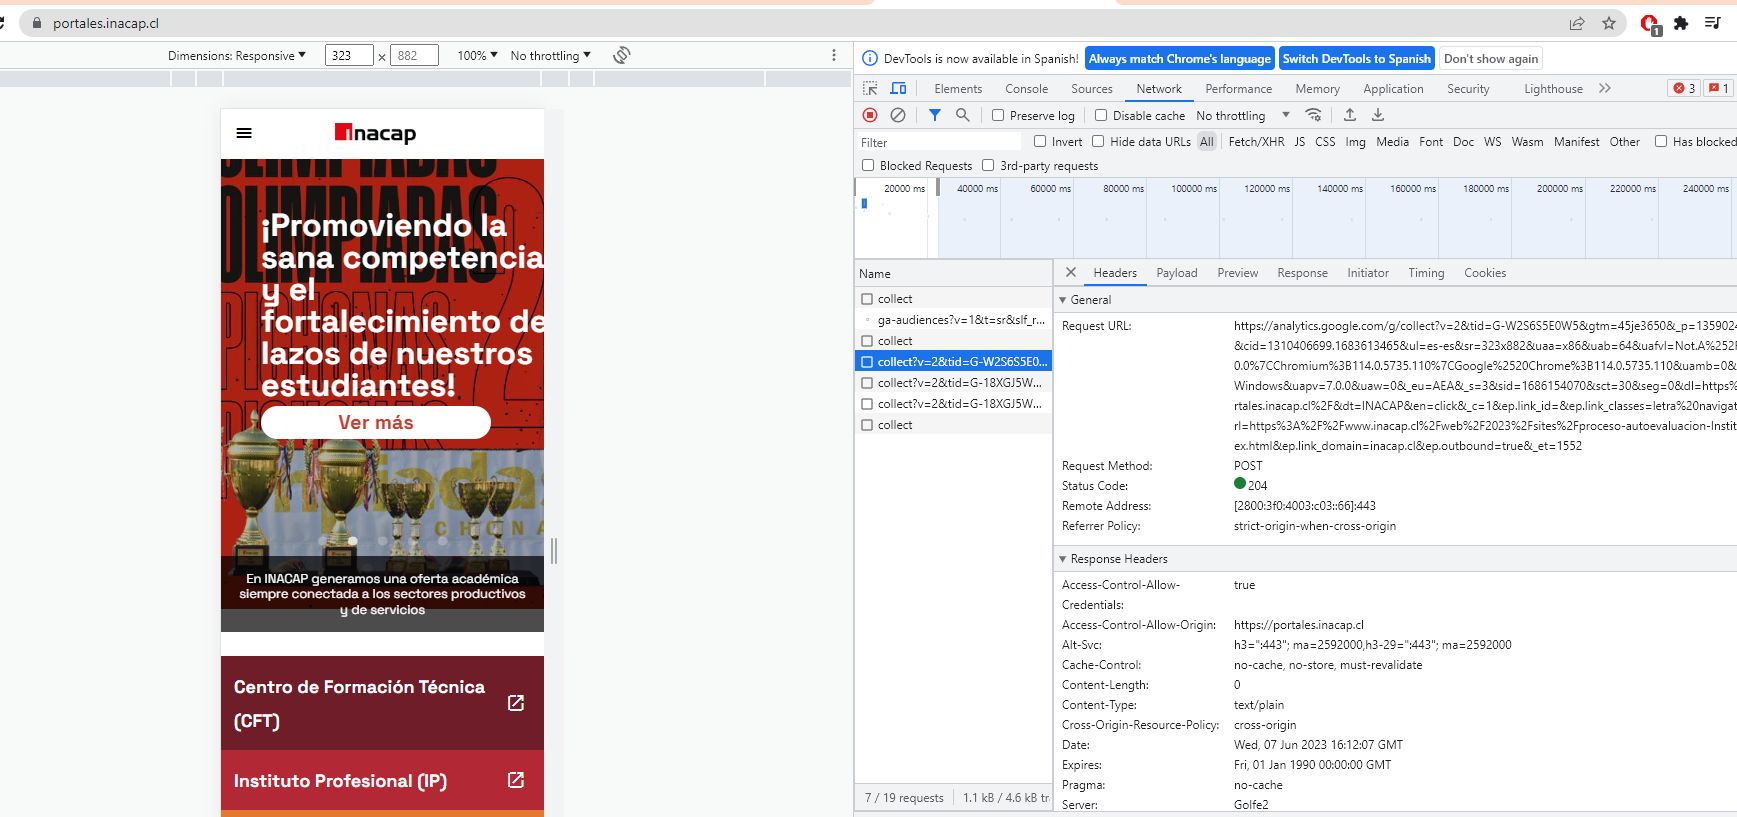 portales.inacap.cl
1
Dimensions: Responsive
323 × 882
100%
No throttling
inacap
OLIMPIADAS
¡Promoviendo la
sana competencia
y el
fortalecimiento de
lazos de nuestros
estudiantes!
Ver más
En INACAP generamos una oferta académica
siempre conectada a los sectores productivos
y de servicios
Centro de Formación Técnica
(CFT)
Instituto Profesional (IP)
DevTools is now available in Spanish!
Always match Chrome's language
Switch DevTools to Spanish
Don't show again
Elements Console Sources Network Performance Memory Application Security Lighthouse
3 1
Preserve log
Disable cache
No throttling
Filter
Invert Hide data URLs All Fetch/XHR JS CSS Img Media Font Doc WS Wasm Manifest Other Has blocked
Blocked Requests 3rd-party requests
20000 ms 40000 ms 60000 ms 80000 ms 100000 ms 120000 ms 140000 ms 160000 ms 180000 ms 200000 ms 220000 ms 240000 ms
Name
collect
ga-audiences?v=1&t=sr&slf_r...
collect
collect?v=2&tid=G-W2S6S5E0...
collect?v=2&tid=G-18XGJ5W...
collect?v=2&tid=G-18XGJ5W...
collect
7 / 19 requests 1.1 kB / 4.6 kB tr
Headers Payload Preview Response Initiator Timing Cookies
General
Request URL: https://analytics.google.com/g/collect?v=2&tid=G-W2S6S5E0W5&gtm=45je3650&_p=1359024
&cid=1310406699.1683613465&ul=es-es&sr=323x882&uaa=x86&uab=64&uafvl=Not.A%252F
0.0%7CChromium%3B114.0.5735.110%7CGoogle%2520Chrome%3B114.0.5735.110&uamb=0&
Windows&uapv=7.0.0&uaw=0&_eu=AEA&_s=3&sid=1686154070&sct=30&seg=0&dl=https%
rtales.inacap.cl%2F&dt=INACAP&en=click&_c=1&ep.link_id=&ep.link_classes=letra%20navigat
rl=https%3A%2F%2Fwww.inacap.cl%2Fweb%2023%2Fsites%2Fproceso-autoevaluacion-Instit
ex.html&ep.link_domain=inacap.cl&ep.outbound=true&_et=1552
Request Method: POST
Status Code: 204
Remote Address: [2800:3f0:4003:c03::66]:443
Referrer Policy: strict-origin-when-cross-origin
Response Headers
Access-Control-Allow- true
Credentials:
Access-Control-Allow-Origin: https://portales.inacap.cl
Alt-Svc: h3=":443"; ma=2592000,h3-29=":443"; ma=2592000
Cache-Control: no-cache, no-store, must-revalidate
Content-Length: 0
Content-Type: text/plain
Cross-Origin-Resource-Policy: cross-origin
Date: Wed, 07 Jun 2023 16:12:07 GMT
Expires: Fri, 01 Jan 1990 00:00:00 GMT
Pragma: no-cache
Server: Golfe2